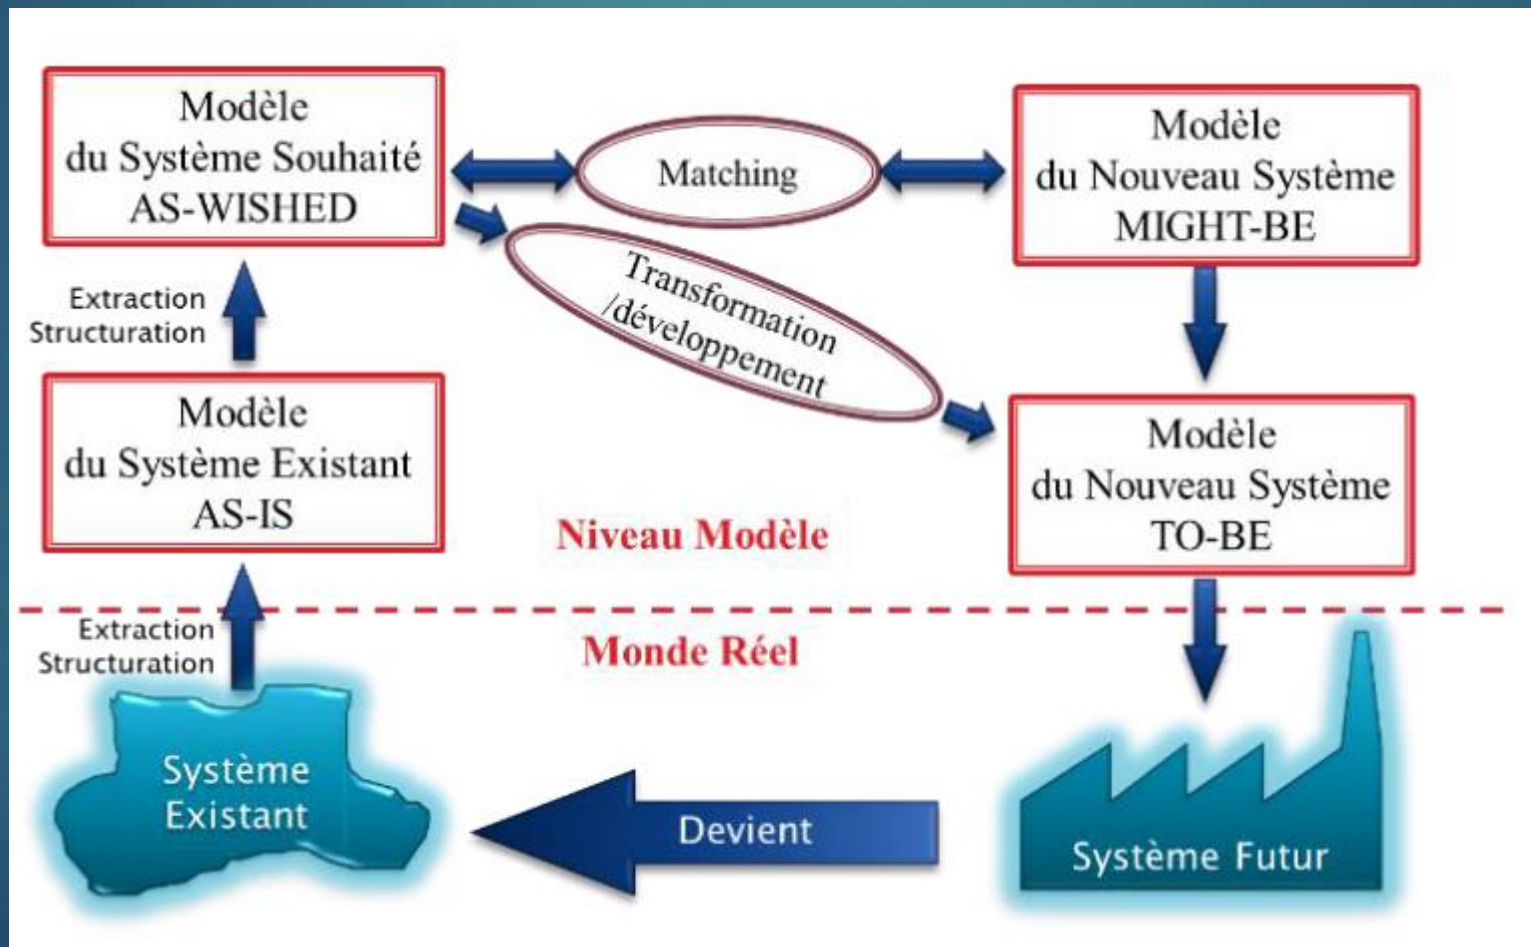 Modèle
du Système Souhaité
AS-WISHED
Matching
Modèle
du Nouveau Système
MIGHT-BE
Extraction
Structuration
Transformation
/développement
Modèle
du Système Existant
AS-IS
Modèle
du Nouveau Système
TO-BE
Niveau Modèle
Extraction
Structuration
Monde Réel
Système
Existant
Devient
Système Futur